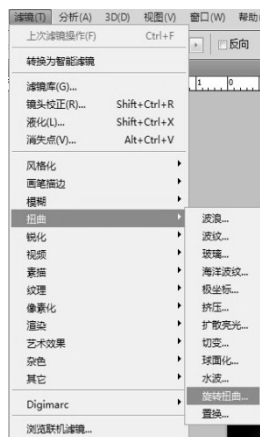 滤镜(T) 分析(A) 3D(D) 视图(V) 窗口(W) 帮助
上次滤镜操作(F) Ctrl+F
反向
转换为智能滤镜
滤镜库(G)...
1 0
镜头校正(R)... Shift+Ctrl+R
液化(L)... Shift+Ctrl+X
消失点(V)... Alt+Ctrl+V
风格化
画笔描边
模糊
扭曲
锐化
视频
素描
纹理
像素化
渲染
艺术效果
杂色
其它
Digimarc
浏览联机滤镜...
波浪...
波纹...
玻璃...
海洋波纹...
极坐标...
挤压...
扩散亮光...
切变...
球面化...
水波...
旋转扭曲...
置换...